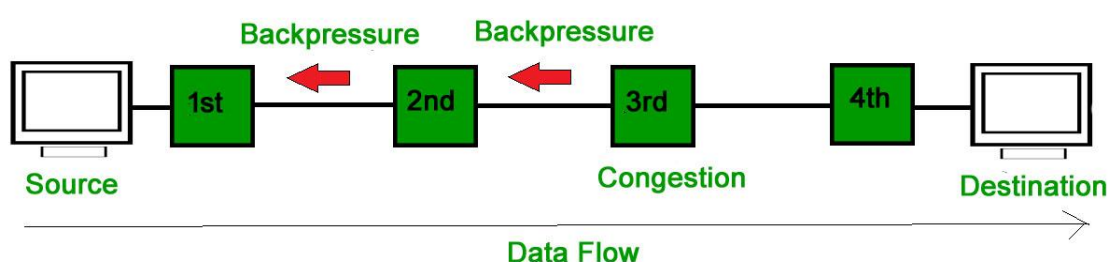 Backpressure Backpressure
1st 2nd 3rd 4th
Source Congestion Destination
Data Flow